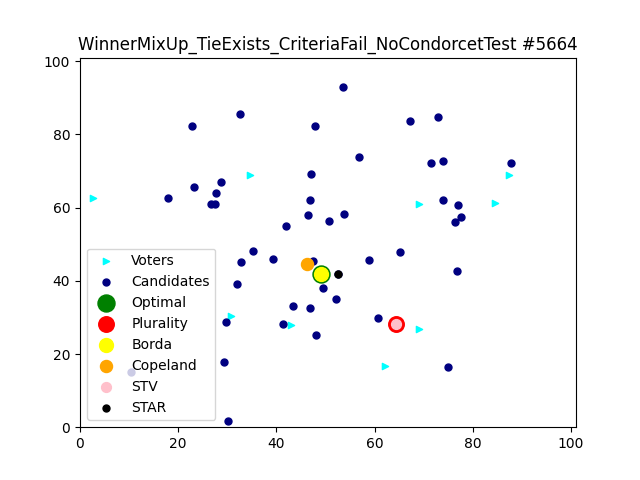 WinnerMixUp_TieExists_CriteriaFail_NoCondorcetTest #5664
100
80
60
40
20
0
Voters
Candidates
Optimal
Plurality
Borda
Copeland
STV
STAR
0 20 40 60 80 100